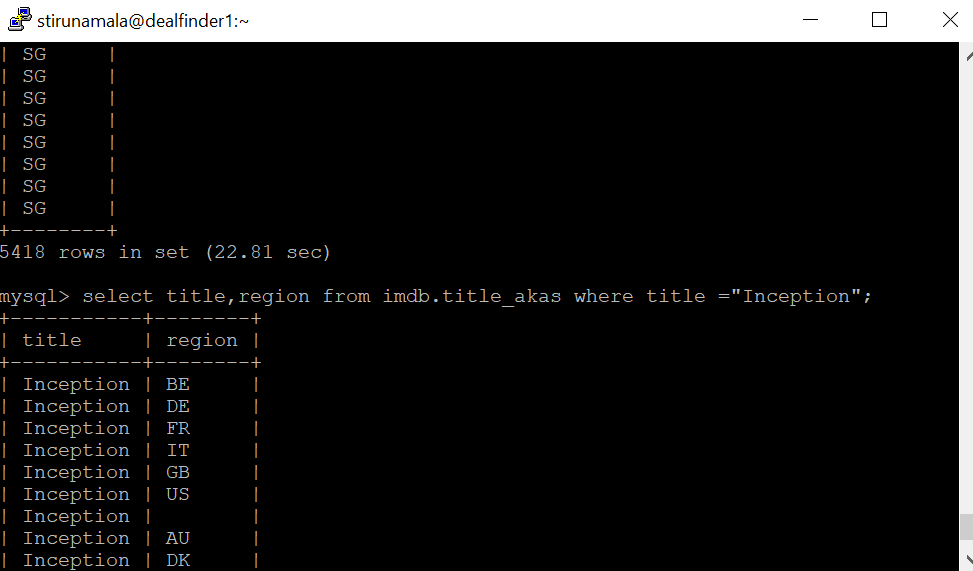 stirunamala@dealfinder1:~
| SG     |
| SG     |
| SG     |
| SG     |
| SG     |
| SG     |
| SG     |
| SG     |
+--------+
5418 rows in set (22.81 sec)
mysql> select title,region from imdb.title_akas where title ="Inception";
+-----------+--------+
| title     | region |
+-----------+--------+
| Inception | BE     |
| Inception | DE     |
| Inception | FR     |
| Inception | IT     |
| Inception | GB     |
| Inception | US     |
| Inception |        |
| Inception | AU     |
| Inception | DK     |